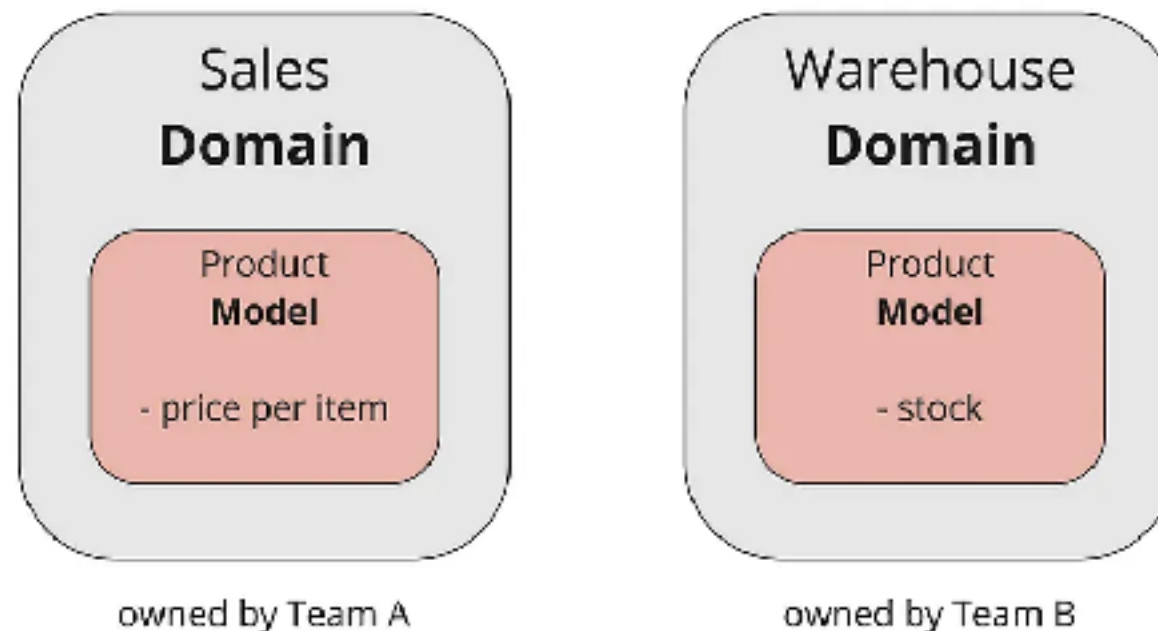 Sales
Domain
Product
Model
- price per item
owned by Team A
Warehouse
Domain
Product
Model
- stock
owned by Team B